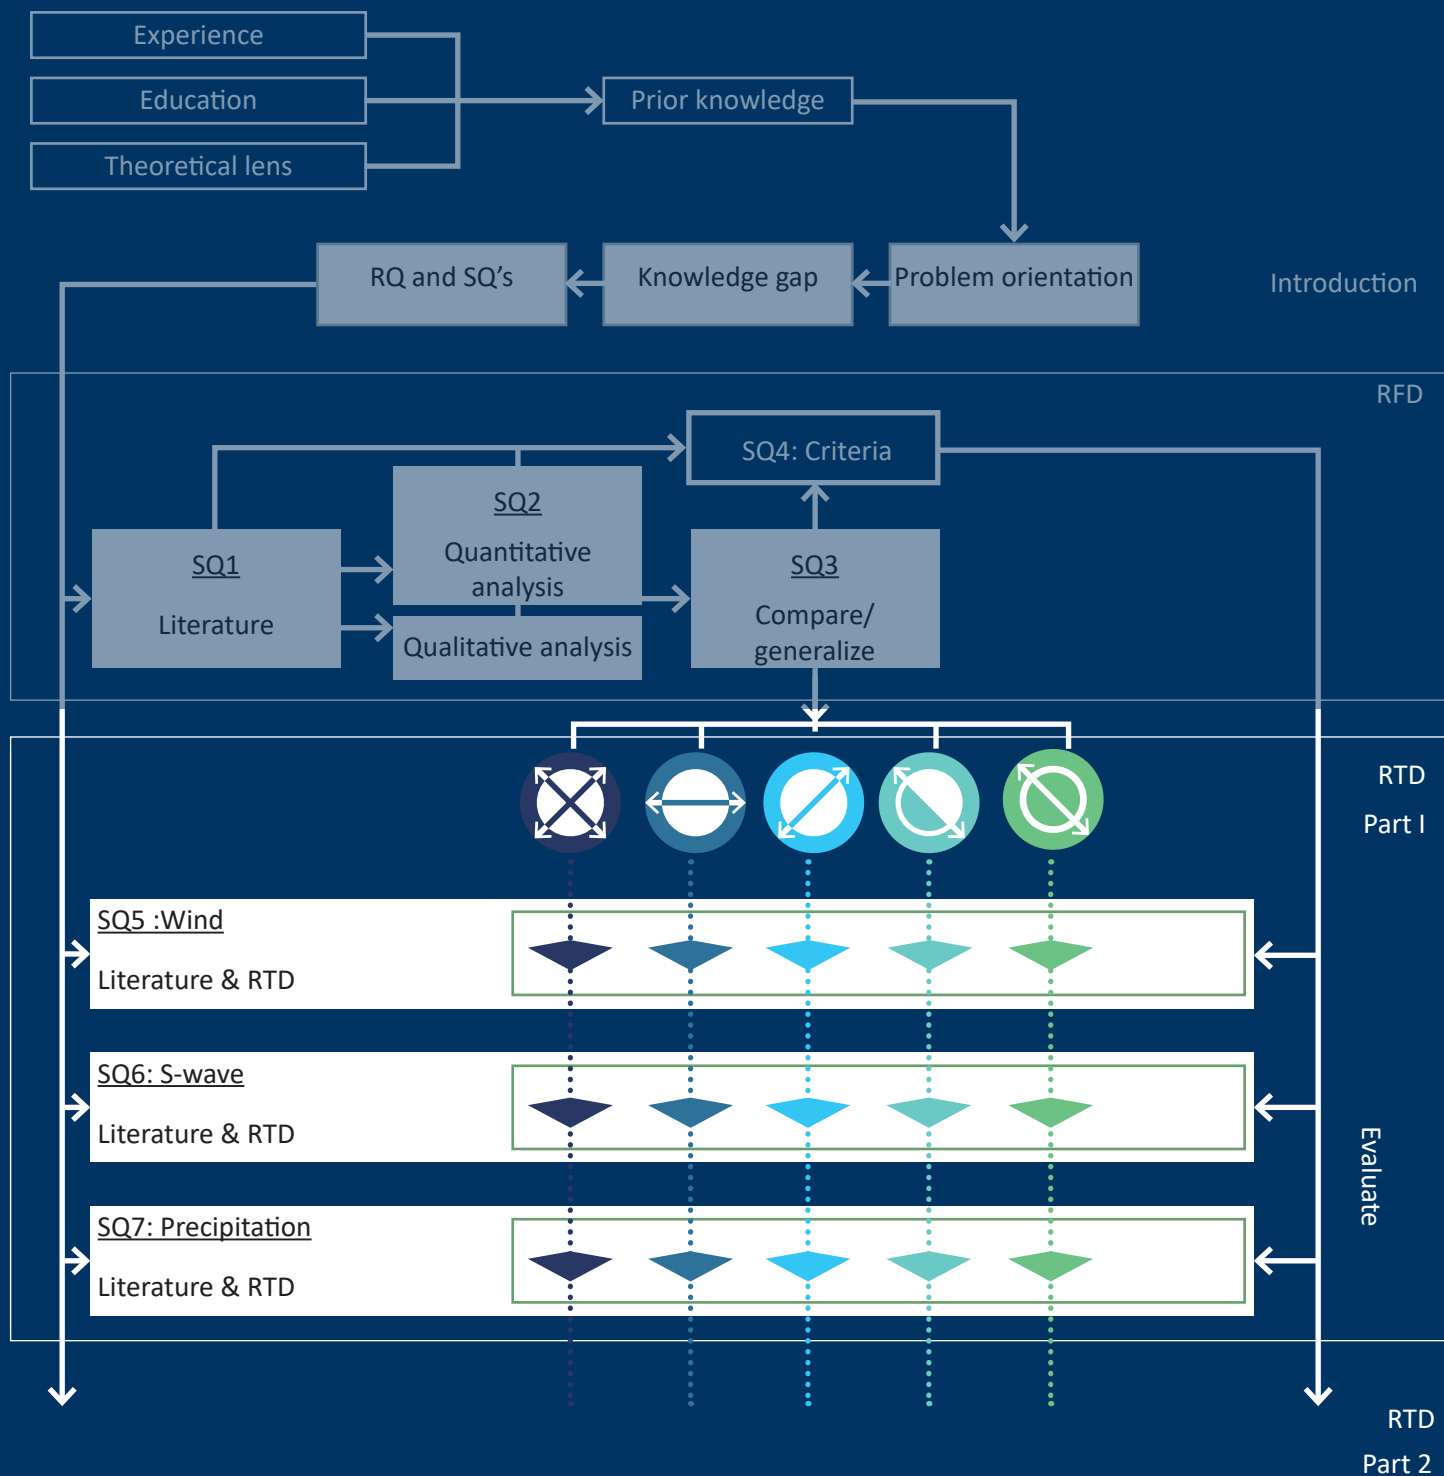 Experience
Education
Theoretical lens
Prior knowledge
RQ and SQ's
Knowledge gap
Problem orientation
Introduction
RFD
SQ4: Criteria
SQ2
Quantitative
analysis
SQ1
Literature
Qualitative analysis
SQ3
Compare/
generalize
RTD
Part I
SQ5 :Wind
Literature & RTD
SQ6: S-wave
Literature & RTD
SQ7: Precipitation
Literature & RTD
Evaluate
RTD
Part 2